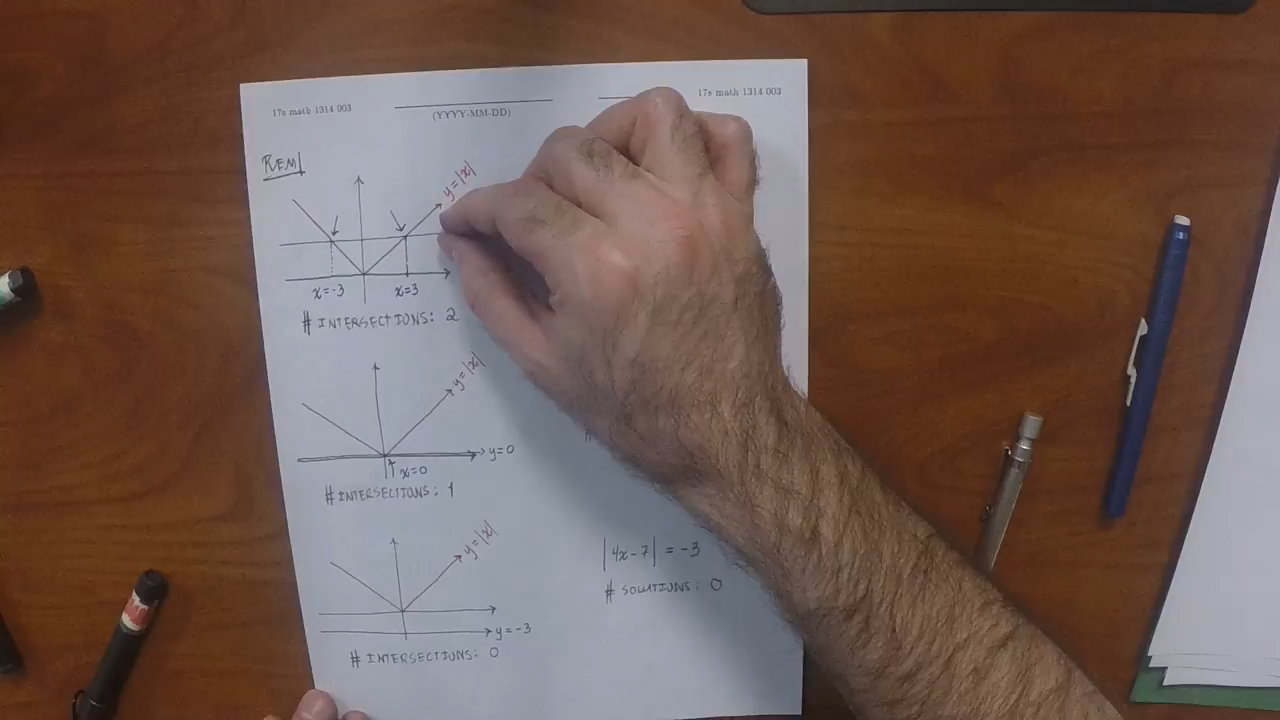 17s math 1314 003
(YYYY-MM-DD)
17s math 1314 003
REM
y=|x|
x=-3
x=3
# INTERSECTIONS: 2
y=|x|
y=0
x=0
# INTERSECTIONS: 1
y=|x|
y=-3
# INTERSECTIONS: 0
|4x-7| = -3
# SOLUTIONS: 0